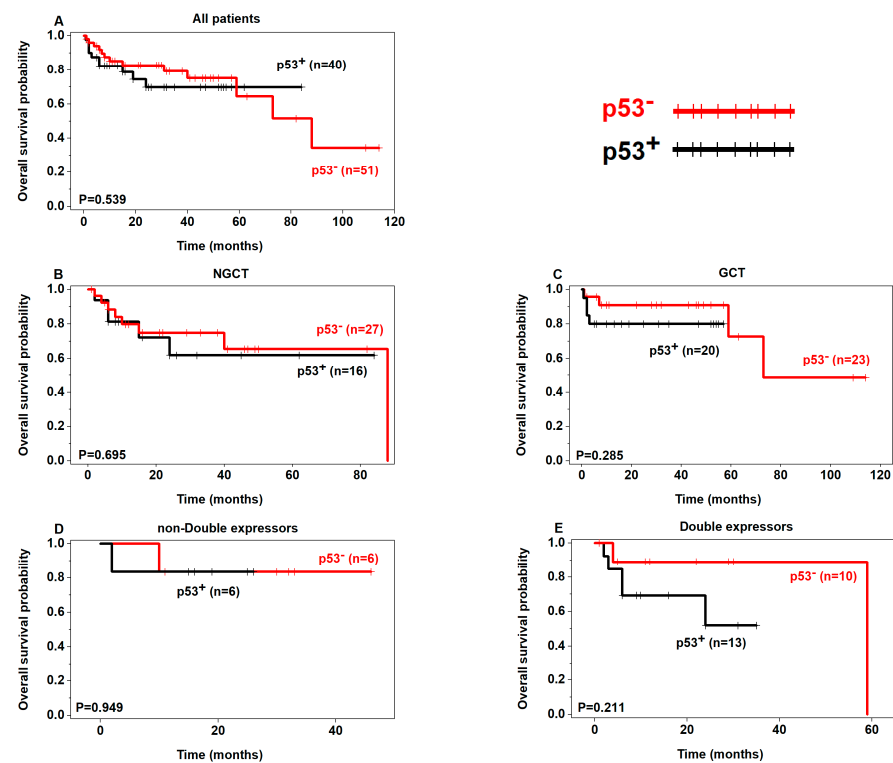 A
All patients
Overall survival probability
1.0
0.8
0.6
0.4
0.2
0.0
p53+ (n=40)
p53- (n=51)
P=0.539
0 20 40 60 80 100 120
Time (months)
p53-
p53+
B
NGCT
Overall survival probability
1.0
0.8
0.6
0.4
0.2
0.0
p53- (n=27)
p53+ (n=16)
P=0.695
0 20 40 60 80
Time (months)
C
GCT
Overall survival probability
1.0
0.8
0.6
0.4
0.2
0.0
p53+ (n=20)
p53- (n=23)
P=0.285
0 20 40 60 80 100 120
Time (months)
D
non-Double expressors
Overall survival probability
1.0
0.8
0.6
0.4
0.2
0.0
p53- (n=6)
p53+ (n=6)
P=0.949
0 20 40
Time (months)
E
Double expressors
Overall survival probability
1.0
0.8
0.6
0.4
0.2
0.0
p53- (n=10)
p53+ (n=13)
P=0.211
0 20 40 60
Time (months)